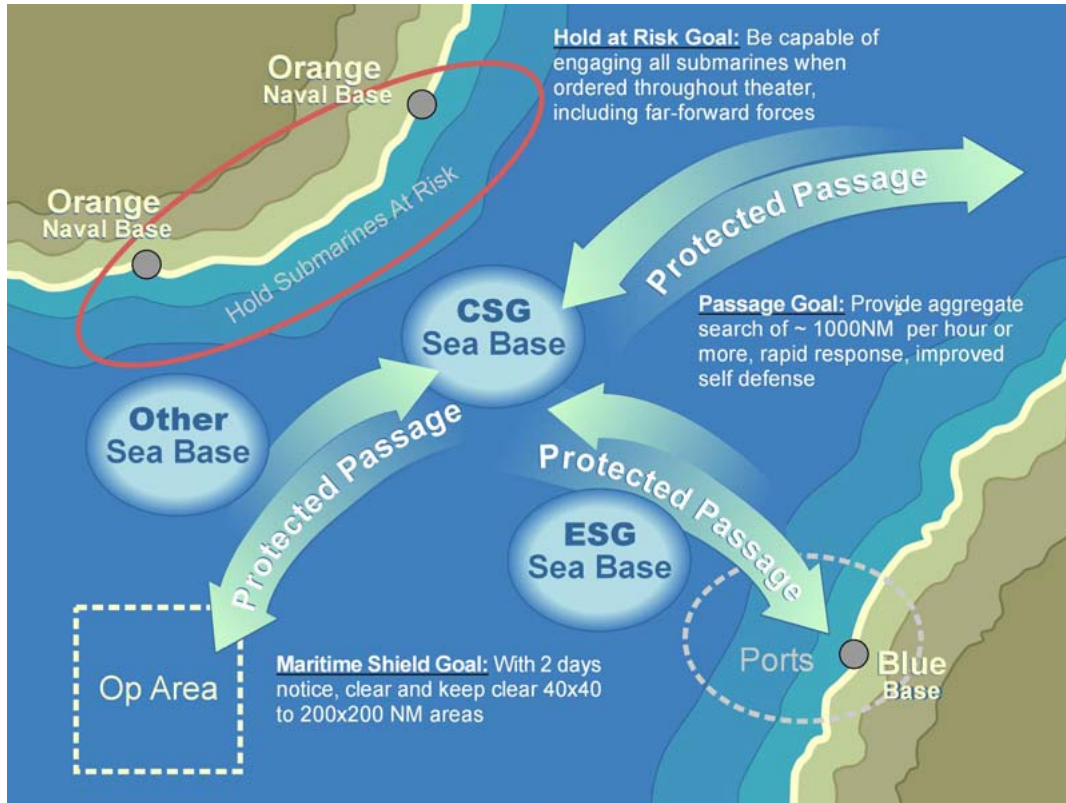 Hold at Risk Goal: Be capable of
engaging all submarines when
ordered throughout theater,
including far-forward forces
Orange
Naval Base
Orange
Naval Base
Hold Submarines At Risk
Protected Passage
CSG
Sea Base
Passage Goal: Provide aggregate
search of ~ 1000NM2 per hour or
more, rapid response, improved
self defense
Other
Sea Base
Protected Passage
Protected Passage
ESG
Sea Base
Op Area
Maritime Shield Goal: With 2 days
notice, clear and keep clear 40x40
to 200x200 NM areas
Ports
Blue
Base